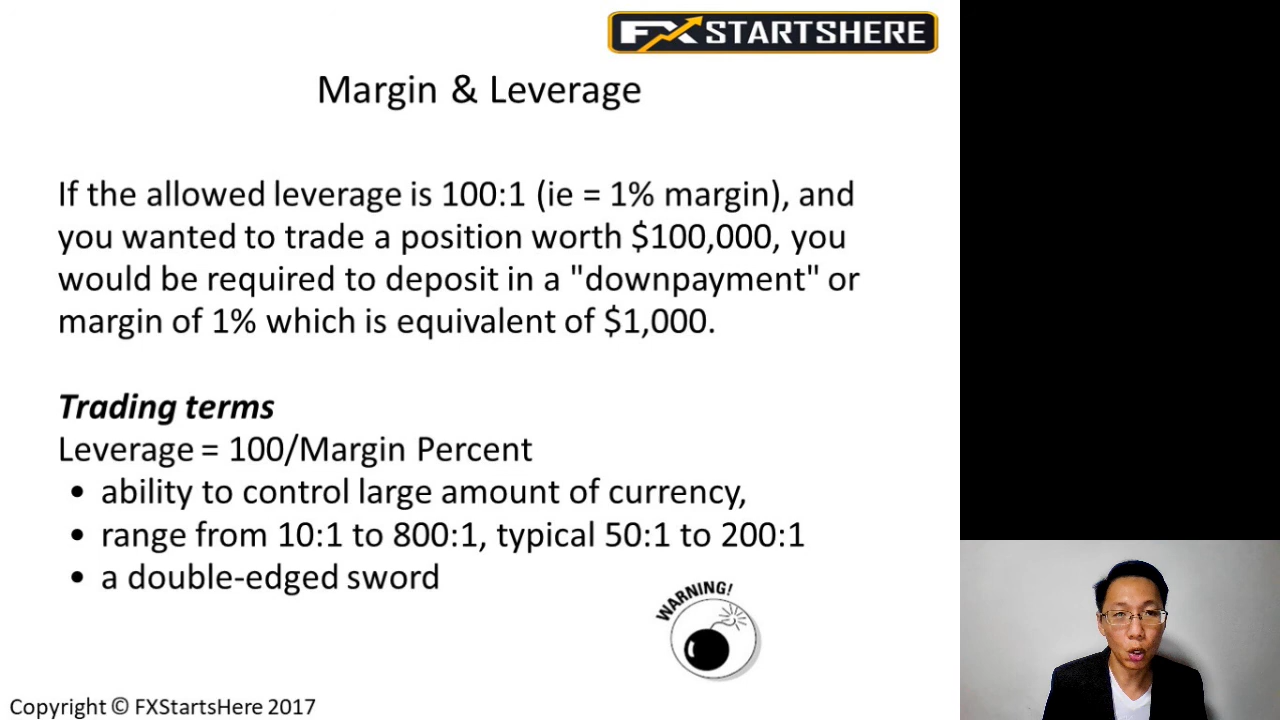 FXSTARTSHERE
Margin & Leverage
If the allowed leverage is 100:1 (ie = 1% margin), and
you wanted to trade a position worth $100,000, you
would be required to deposit in a "downpayment" or
margin of 1% which is equivalent of $1,000.
Trading terms
Leverage = 100/Margin Percent
• ability to control large amount of currency,
• range from 10:1 to 800:1, typical 50:1 to 200:1
• a double-edged sword
WARNING!
Copyright © FXStartsHere 2017